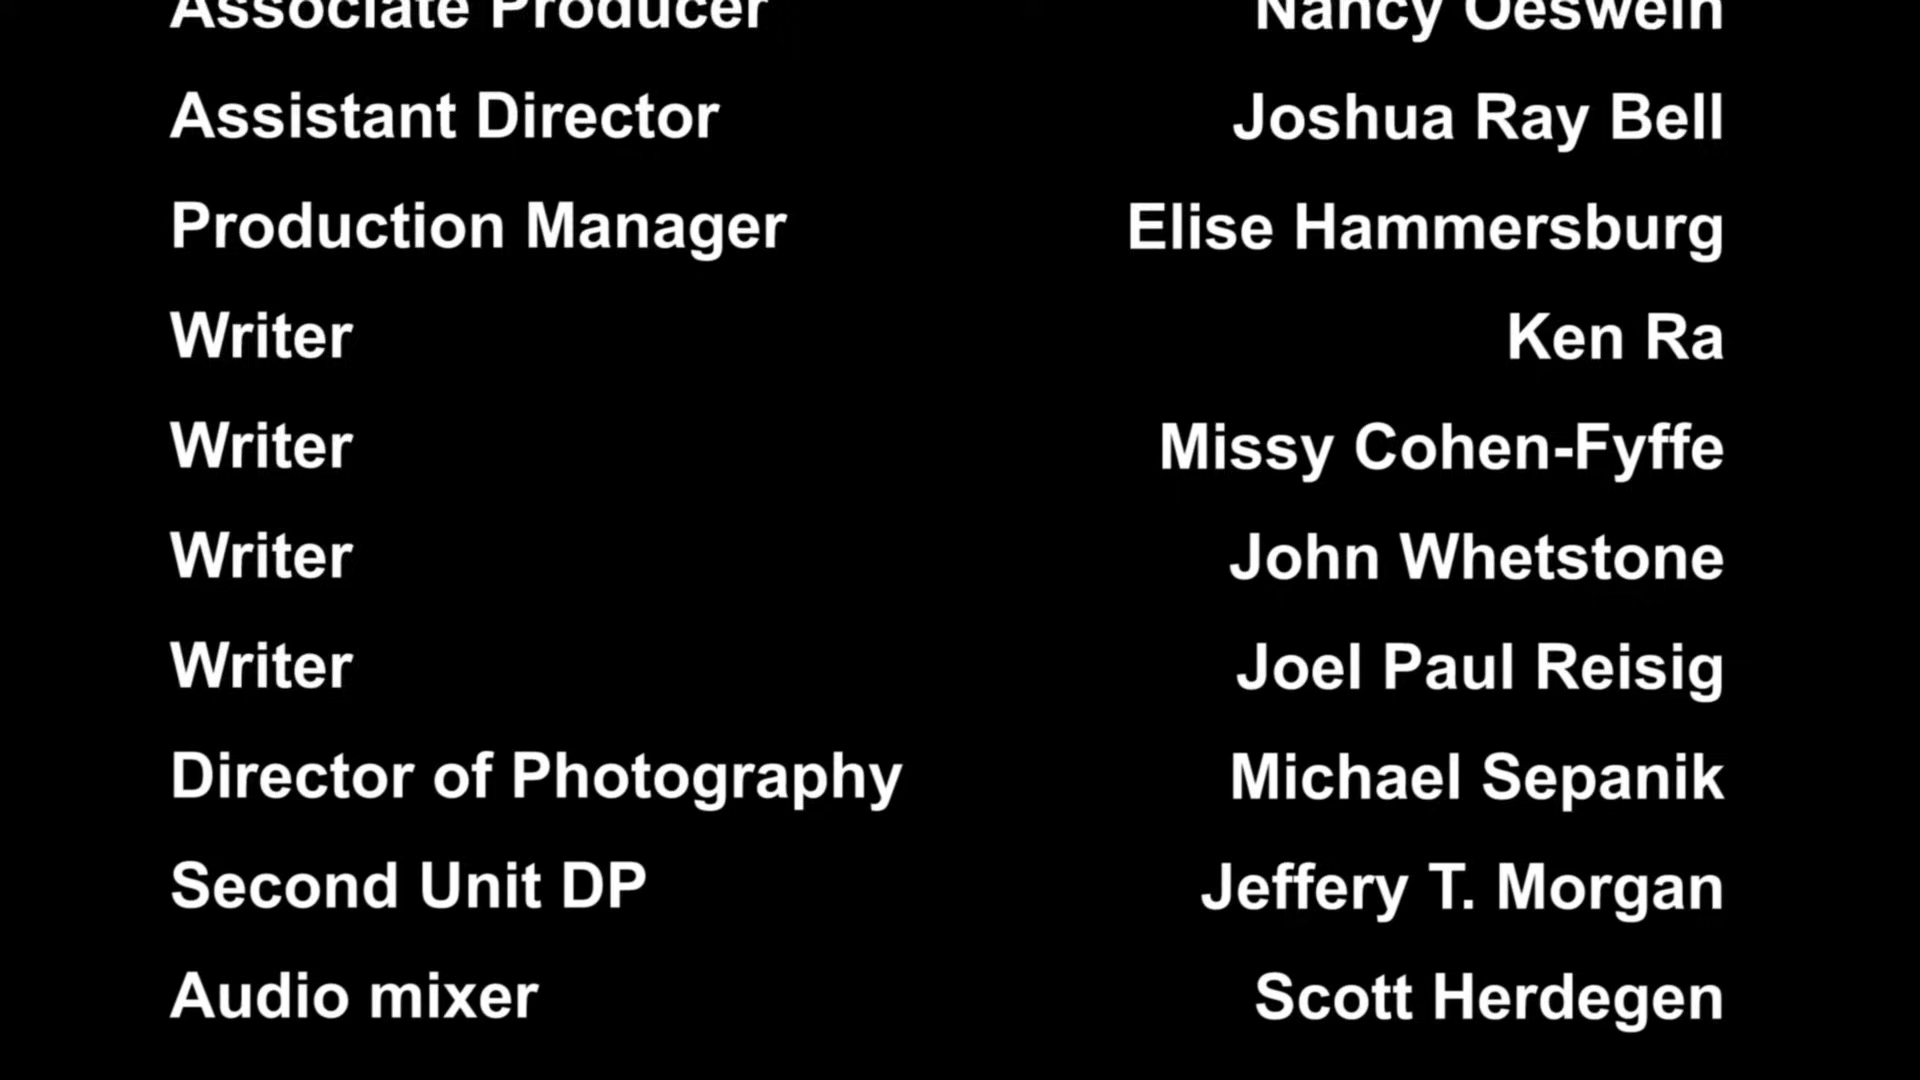 Associate Producer Nancy Oeswein
Assistant Director Joshua Ray Bell
Production Manager Elise Hammersburg
Writer Ken Ra
Writer Missy Cohen-Fyffe
Writer John Whetstone
Writer Joel Paul Reisig
Director of Photography Michael Sepanik
Second Unit DP Jeffery T. Morgan
Audio mixer Scott Herdegen